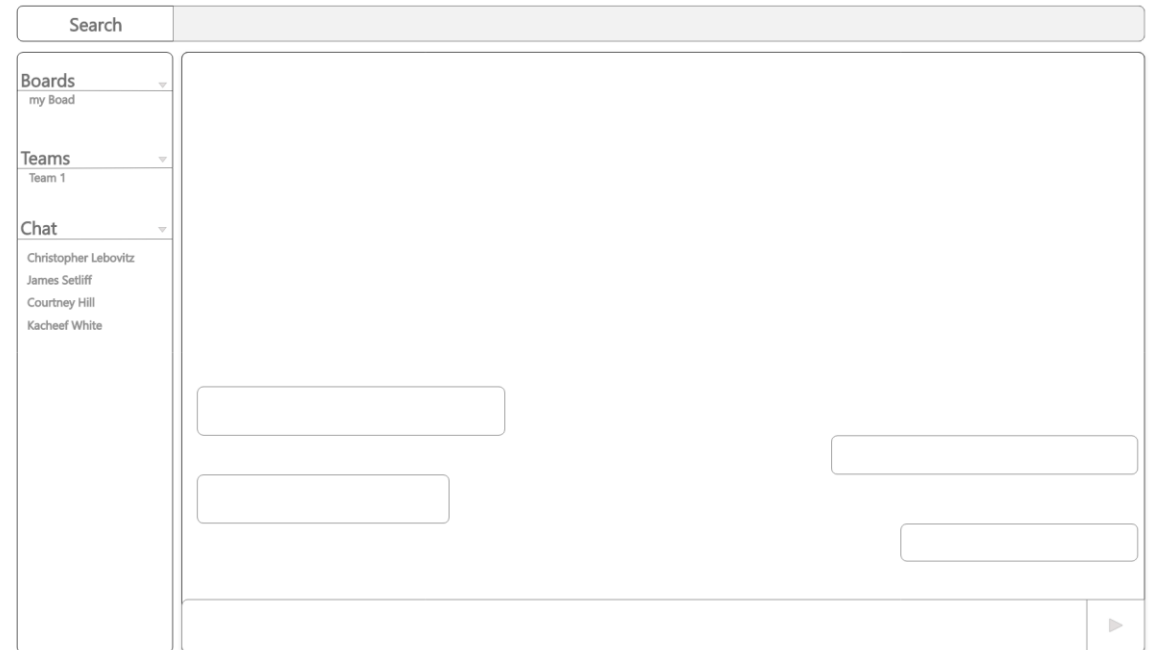 Search
Boards
my Boad
Teams
Team 1
Chat
Christopher Lebovitz
James Setliff
Courtney Hill
Kacheef White